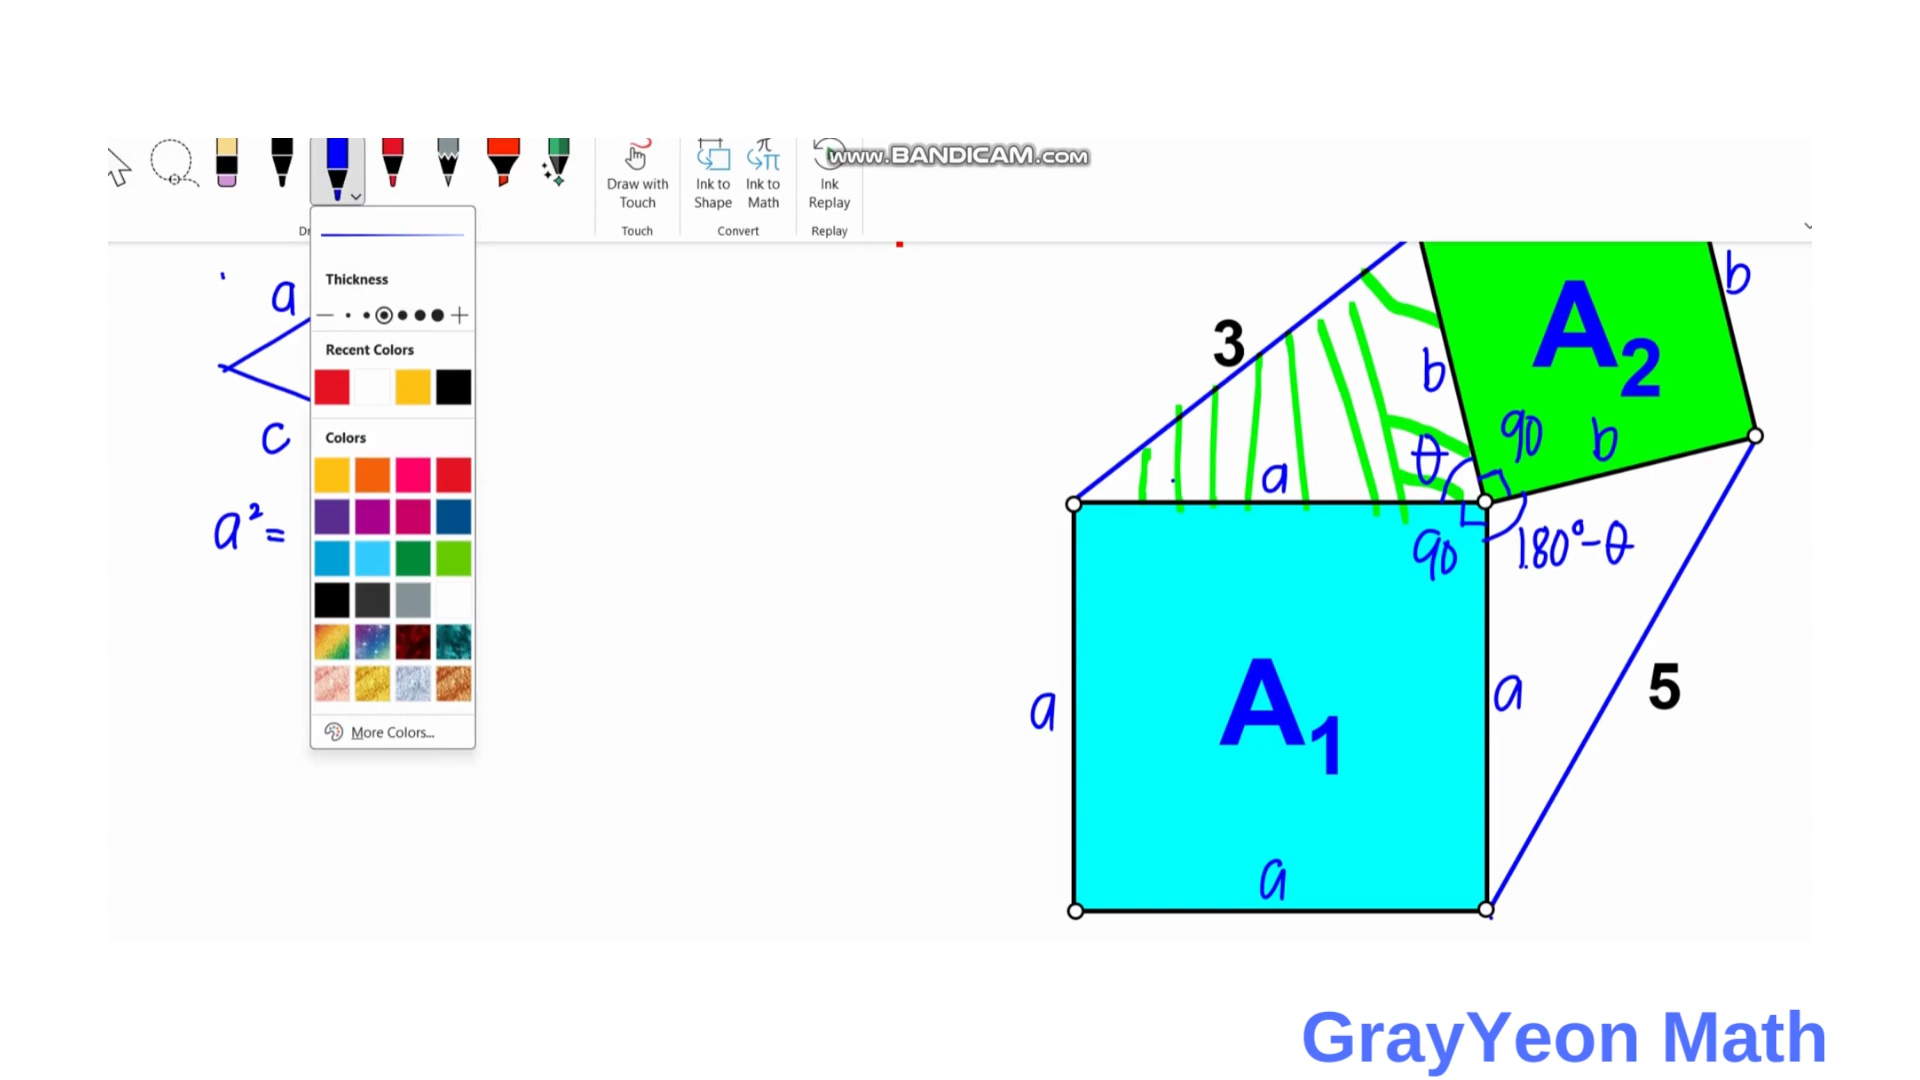 www.BANDICAM.com
Draw with Touch
Ink to Shape
Ink to Math
Ink Replay
Dr
Touch
Convert
Replay
Thickness
Recent Colors
Colors
More Colors...
a
c
a² =
3
A₂
b
b
θ
90
b
a
90
180°-θ
a
A₁
a
5
a
GrayYeon Math